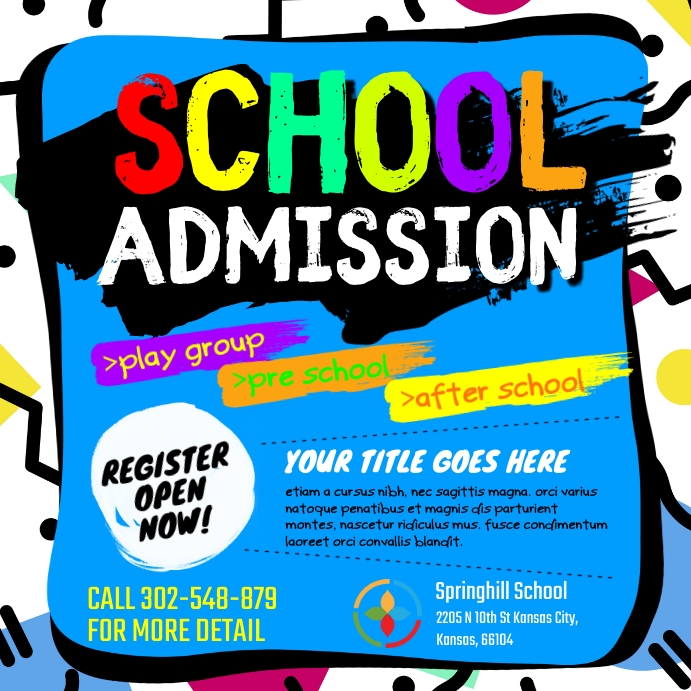 SCHOOL
ADMISSION
>play group
>pre school
>after school
REGISTER
OPEN
NOW!
YOUR TITLE GOES HERE
etiam a cursus nibh, nec sagittis magna. orci varius
natoque penatibus et magnis dis parturient
montes, nascetur ridiculus mus. fusce condimentum
laoreet orci convallis blandit.
CALL 302-548-879
FOR MORE DETAIL
Springhill School
2205 N 10th St Kansas City,
Kansas, 66104